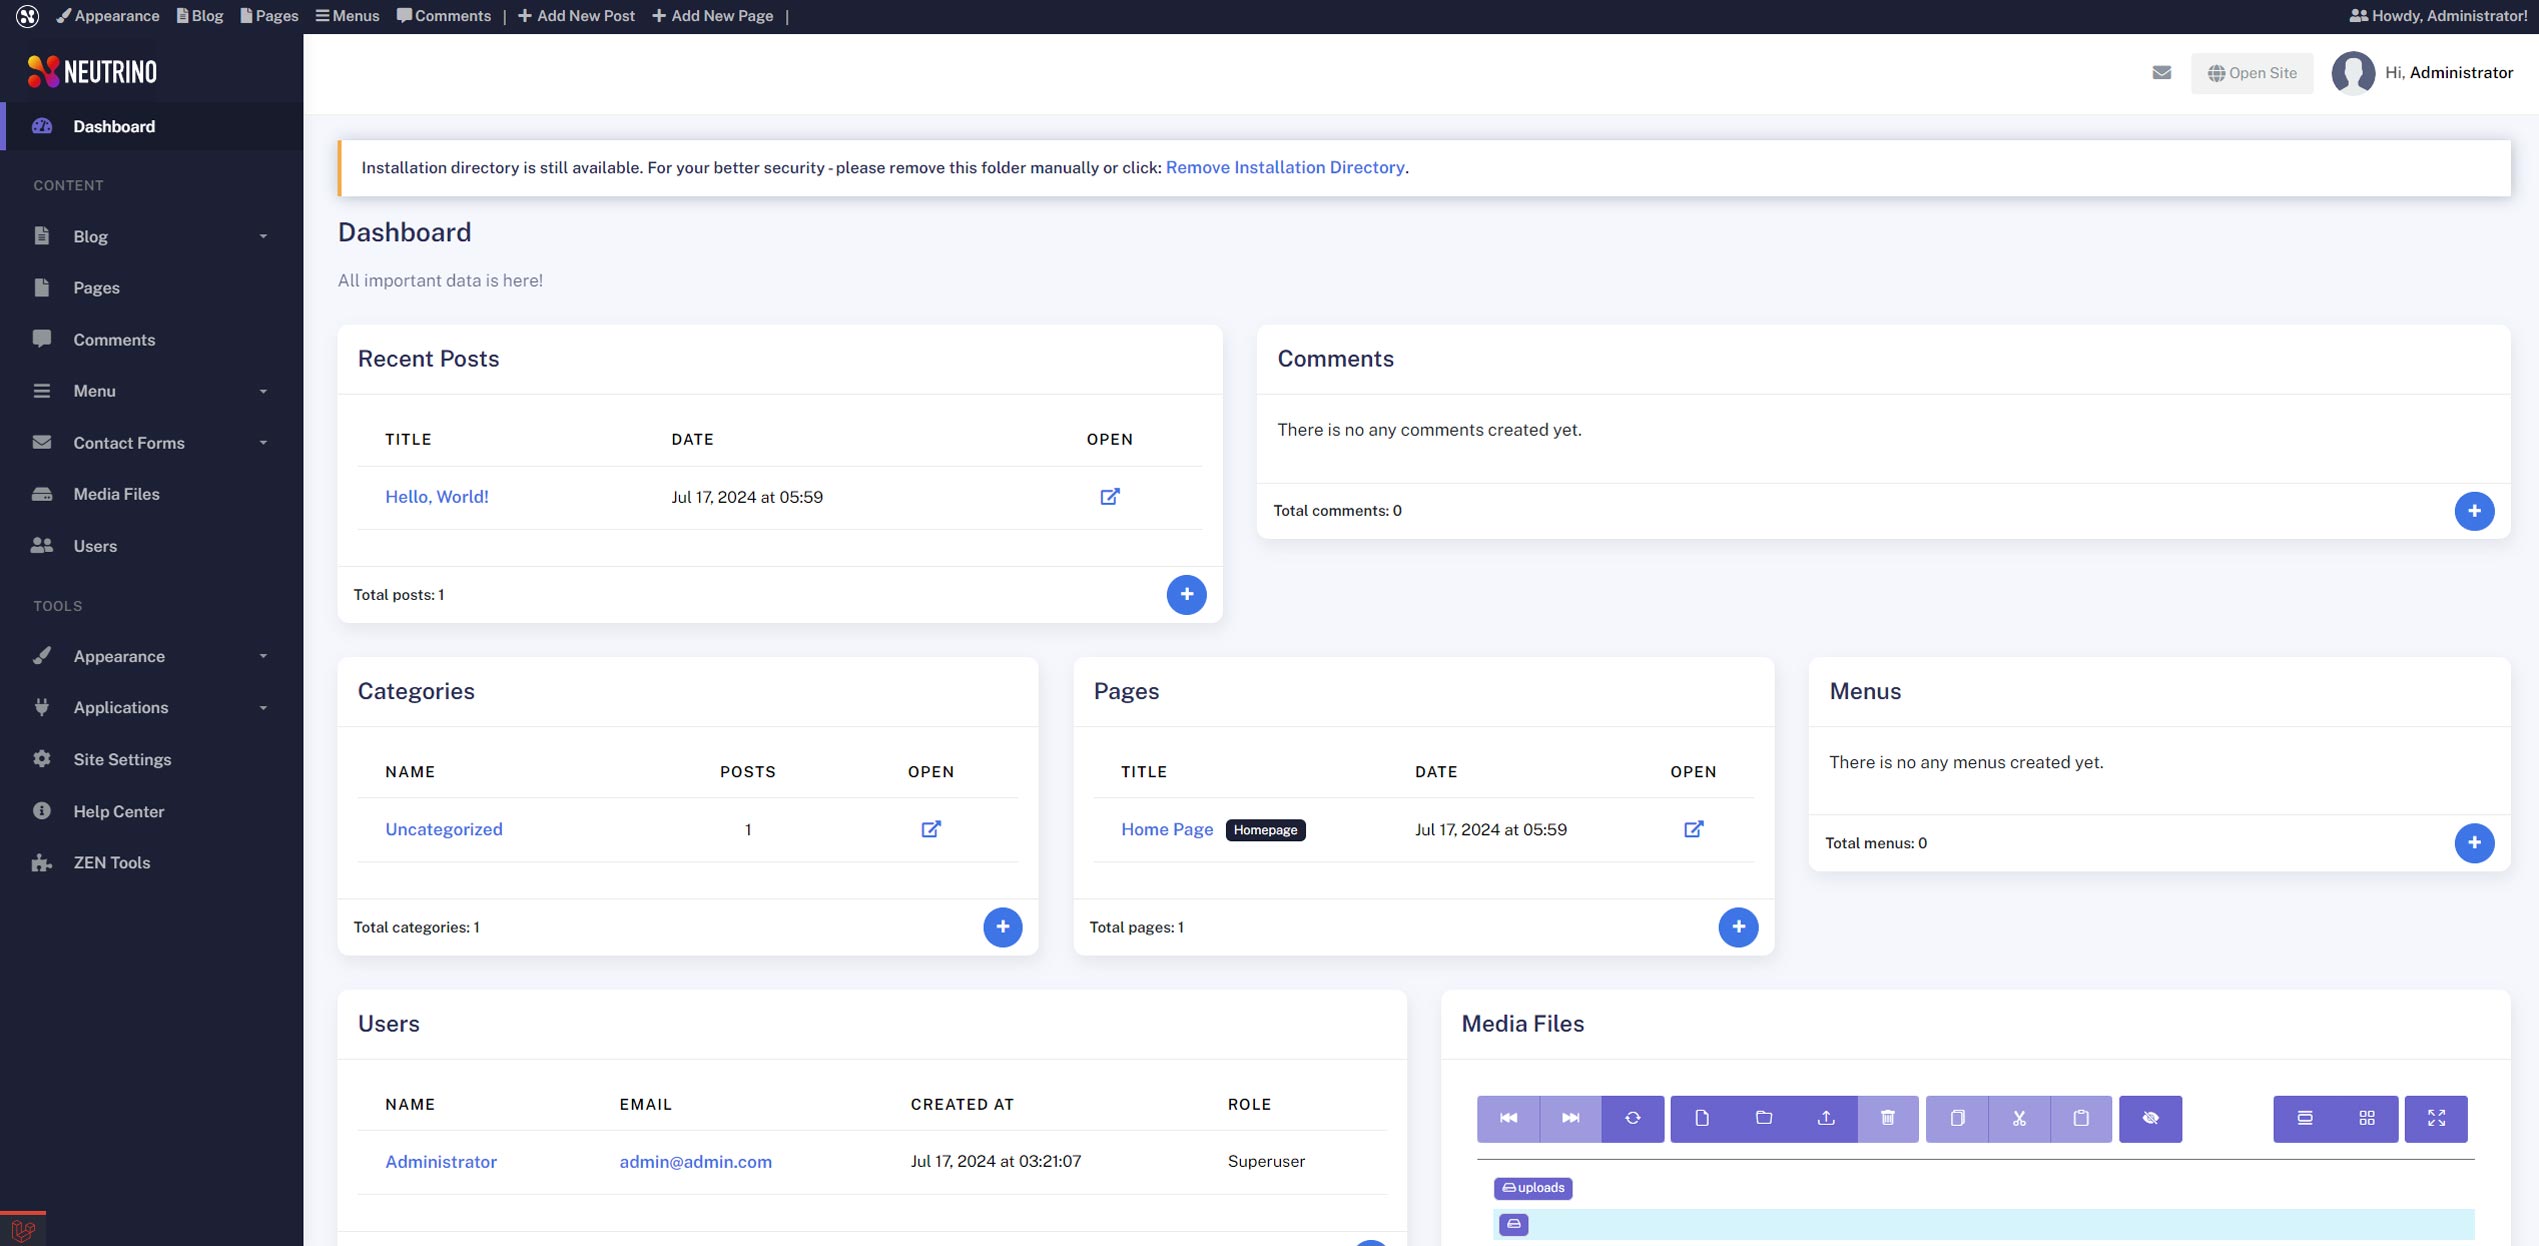 Appearance Blog Pages Menus Comments | + Add New Post + Add New Page | Howdy, Administrator!
NEUTRINO
Open Site Hi, Administrator
Dashboard
CONTENT
Blog
Pages
Comments
Menu
Contact Forms
Media Files
Users
TOOLS
Appearance
Applications
Site Settings
Help Center
ZEN Tools
Installation directory is still available. For your better security - please remove this folder manually or click: Remove Installation Directory.
Dashboard
All important data is here!
Recent Posts
TITLE DATE OPEN
Hello, World! Jul 17, 2024 at 05:59
Total posts: 1
Comments
There is no any comments created yet.
Total comments: 0
Categories
NAME POSTS OPEN
Uncategorized 1
Total categories: 1
Pages
TITLE DATE OPEN
Home Page Homepage Jul 17, 2024 at 05:59
Total pages: 1
Menus
There is no any menus created yet.
Total menus: 0
Users
NAME EMAIL CREATED AT ROLE
Administrator admin@admin.com Jul 17, 2024 at 03:21:07 Superuser
Media Files
uploads